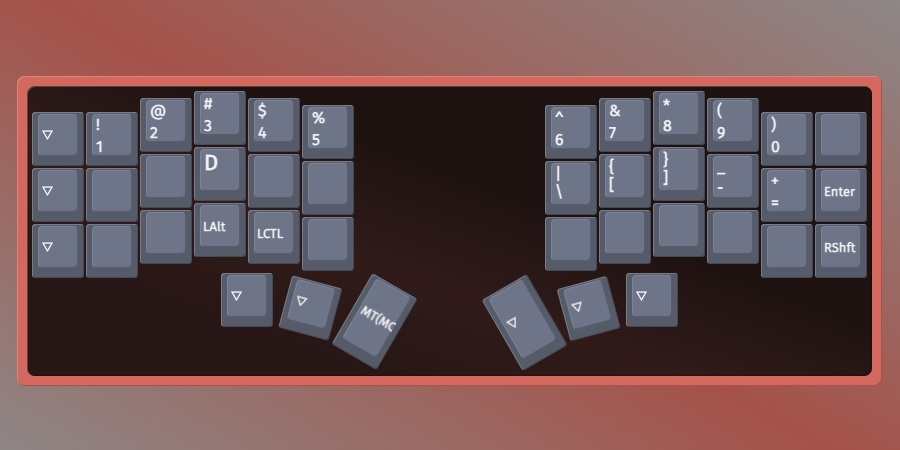 ! 1
@ 2
# 3
$ 4
% 5
^ 6
& 7
* 8
( 9
) 0
D
| \
{ [
} ]
_ -
+ =
Enter
LAlt
LCTL
RShft
MT(MC